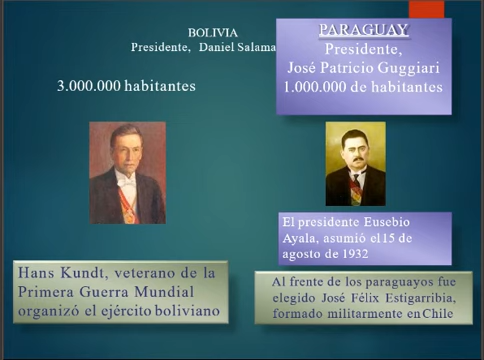 BOLIVIA
Presidente, Daniel Salama
3.000.000 habitantes
PARAGUAY
Presidente,
José Patricio Guggiari
1.000.000 de habitantes
El presidente Eusebio
Ayala, asumió el15 de
agosto de 1932
Hans Kundt, veterano de la
Primera Guerra Mundial
organizó el ejército boliviano
Al frente de los paraguayos fue
elegido José Félix Estigarribia,
formado militarmente en Chile